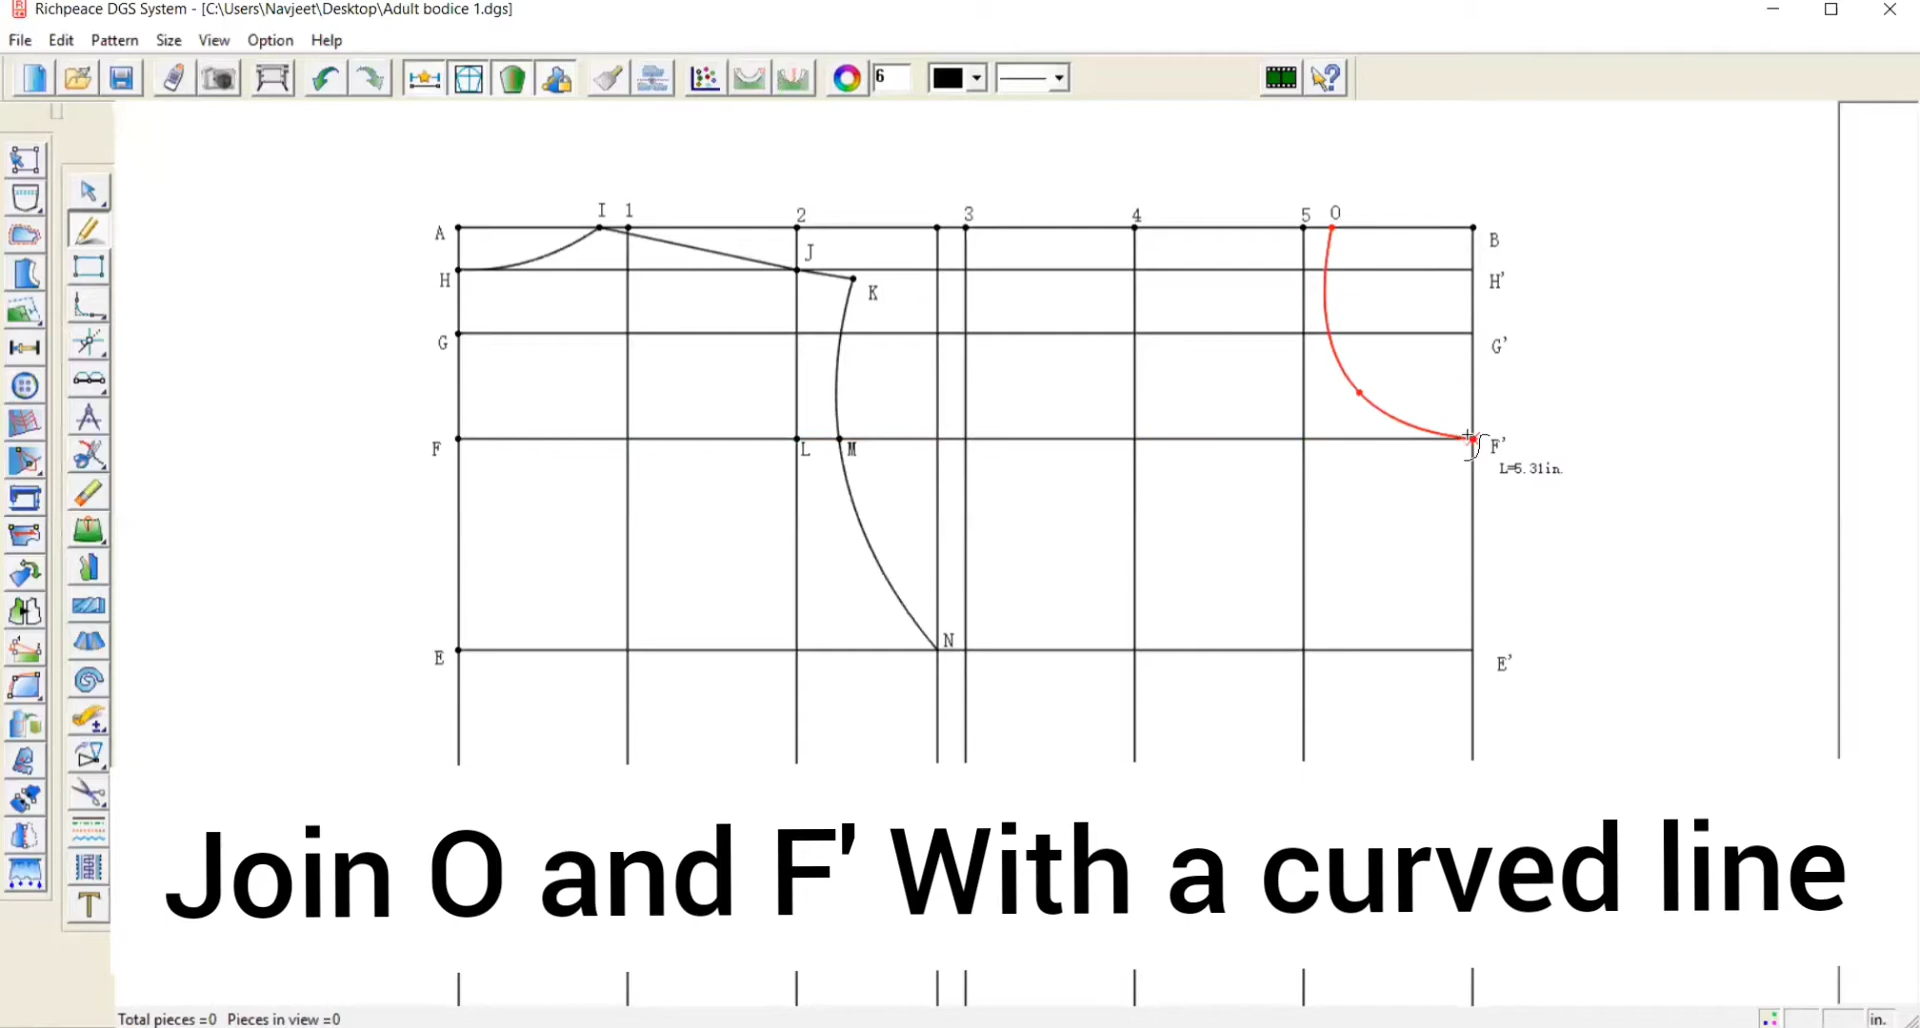 Richpeace DGS System - [C:\Users\Navjeet\Desktop\Adult bodice 1.dgs]
File Edit Pattern Size View Option Help
6
I 1 2 3 4 5 O
A B
J
H K H'
G G'
F L M F'
L=5.31in.
N
E E'
Join O and F' With a curved line
Total pieces =0 Pieces in view =0 in.